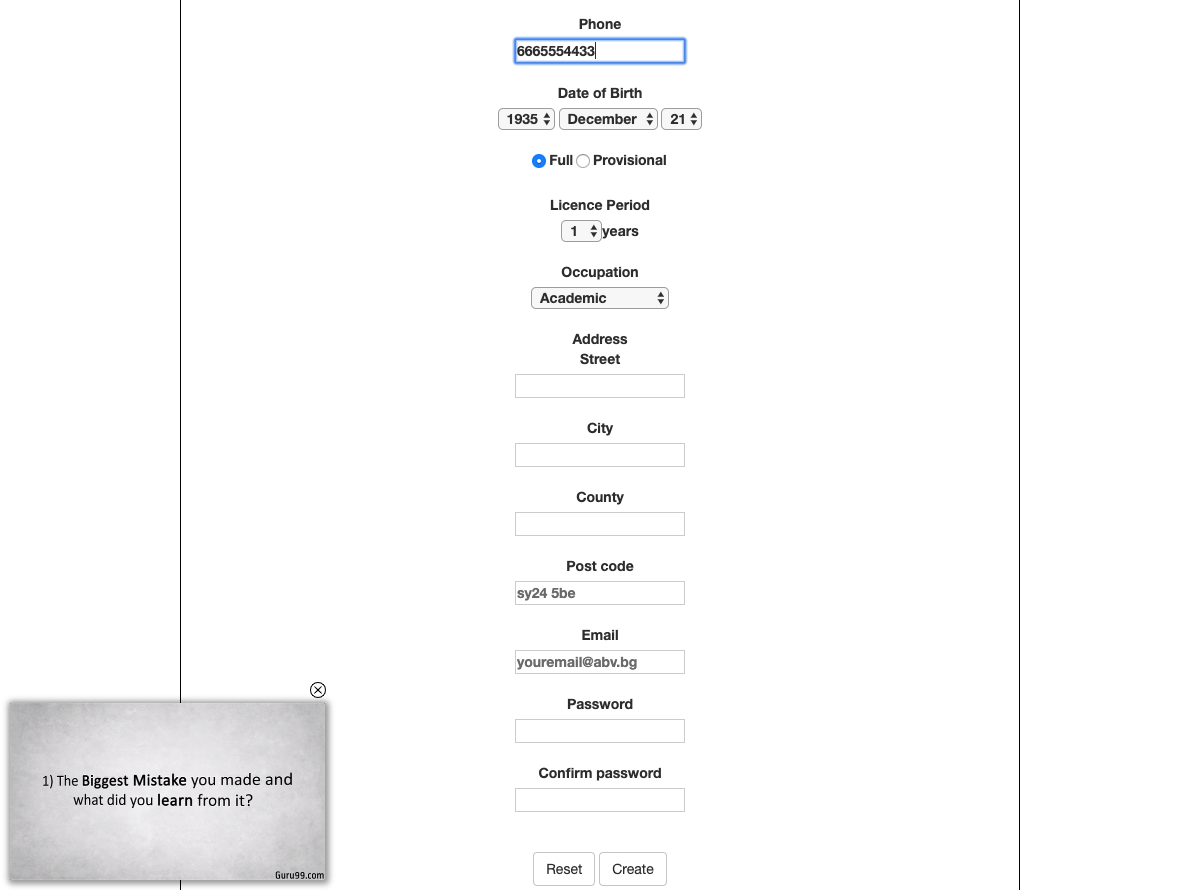 Phone
6665554433
Date of Birth
1935 December 21
Full Provisional
Licence Period
1 years
Occupation
Academic
Address
Street
City
County
Post code
sy24 5be
Email
youremail@abv.bg
Password
Confirm password
Reset Create
1) The Biggest Mistake you made and
what did you learn from it?
Guru99.com